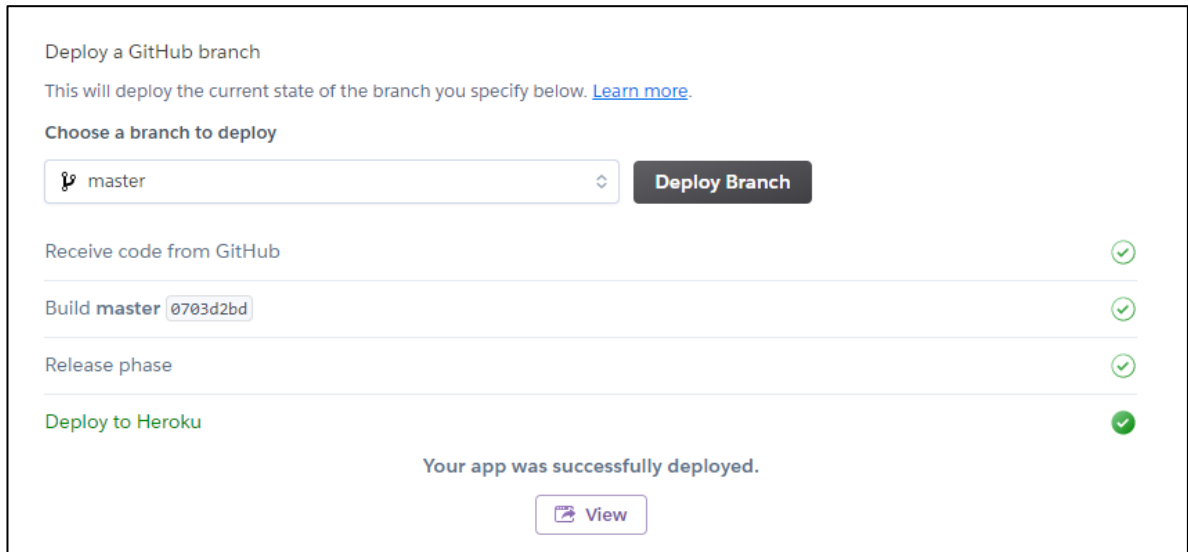 Deploy a GitHub branch
This will deploy the current state of the branch you specify below. Learn more.
Choose a branch to deploy
master
Deploy Branch
Receive code from GitHub
Build master 0703d2bd
Release phase
Deploy to Heroku
Your app was successfully deployed.
View